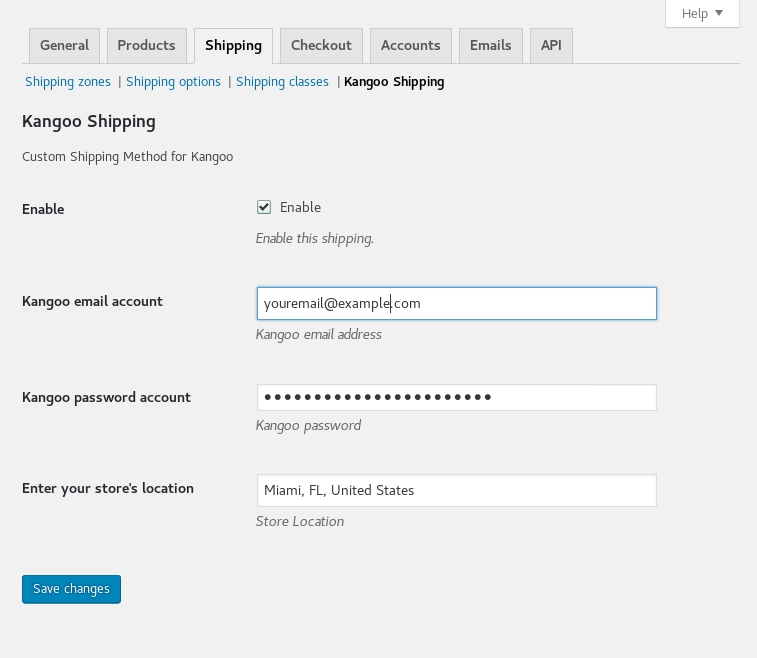 Help
General Products Shipping Checkout Accounts Emails API
Shipping zones | Shipping options | Shipping classes | Kangoo Shipping
Kangoo Shipping
Custom Shipping Method for Kangoo
Enable Enable
Enable this shipping.
Kangoo email account youremail@example.com
Kangoo email address
Kangoo password account ●●●●●●●●●●●●●●●●●●●●●●●
Kangoo password
Enter your store's location Miami, FL, United States
Store Location
Save changes